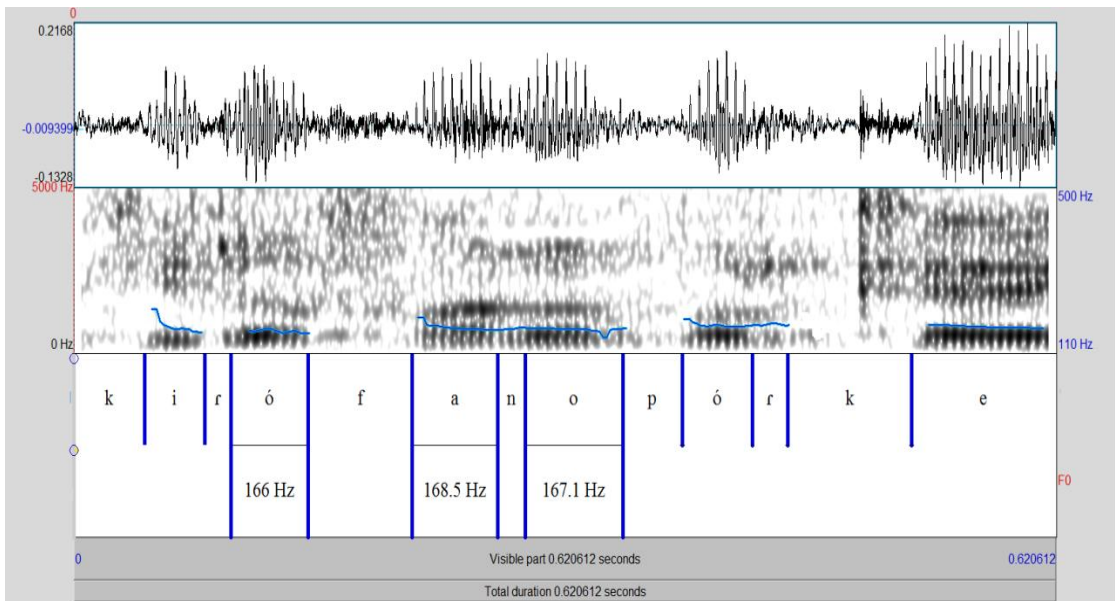 0
0.2168
-0.009399
-0.1328
5000 Hz
500 Hz
0 Hz
110 Hz
k i ɾ ó f a n o p ó ɾ k e
166 Hz 168.5 Hz 167.1 Hz
F0
0 Visible part 0.620612 seconds 0.620612
Total duration 0.620612 seconds